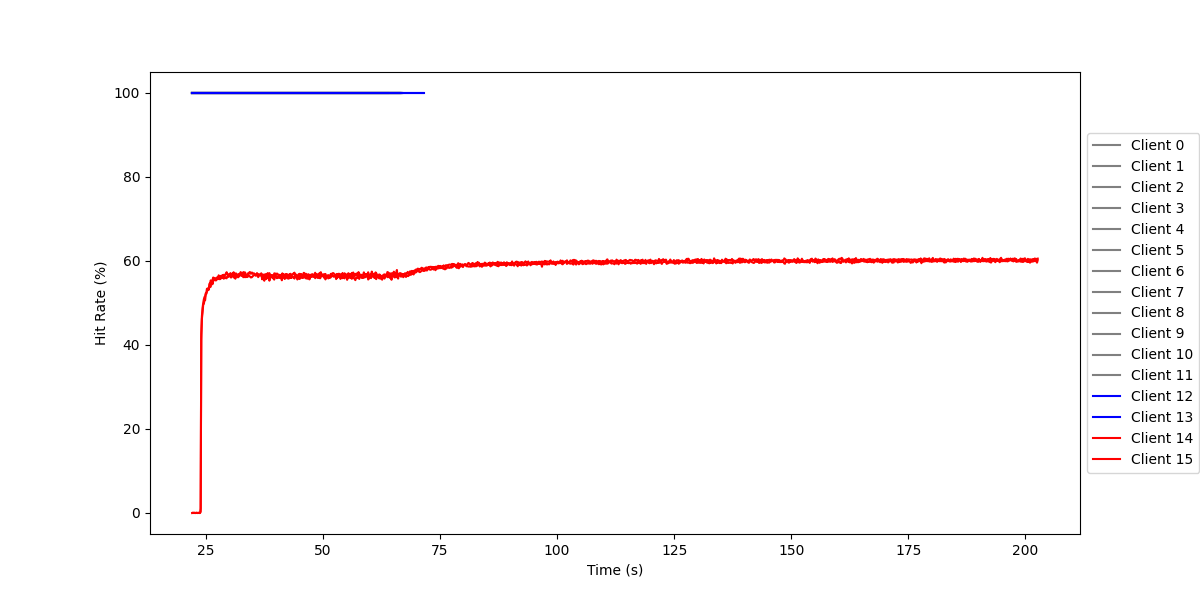 100
80
60
40
20
0
Hit Rate (%)
25 50 75 100 125 150 175 200
Time (s)
Client 0
Client 1
Client 2
Client 3
Client 4
Client 5
Client 6
Client 7
Client 8
Client 9
Client 10
Client 11
Client 12
Client 13
Client 14
Client 15